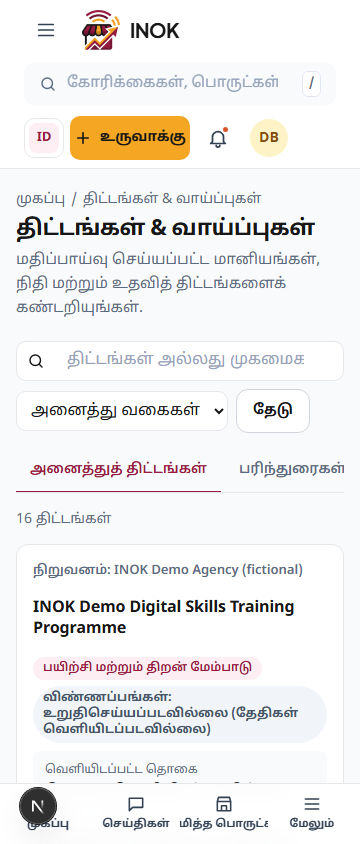 INOK
கோரிக்கைகள், பொருட்கள்
/
ID
+ உருவாக்கு
DB
முகப்பு / திட்டங்கள் & வாய்ப்புகள்
திட்டங்கள் & வாய்ப்புகள்
மதிப்பாய்வு செய்யப்பட்ட மானியங்கள்,
நிதி மற்றும் உதவித் திட்டங்களைக்
கண்டறியுங்கள்.
திட்டங்கள் அல்லது முகமைக
அனைத்து வகைகள்
தேடு
அனைத்துத் திட்டங்கள்
பரிந்துரைகள்
16 திட்டங்கள்
நிறுவனம்: INOK Demo Agency (fictional)
INOK Demo Digital Skills Training
Programme
பயிற்சி மற்றும் திறன் மேம்பாடு
விண்ணப்பங்கள்:
உறுதிசெய்யப்படவில்லை (தேதிகள்
வெளியிடப்படவில்லை)
வெளியிடப்பட்ட தொகை
N
முகப்பு
செய்திகள்
மித்த பொருட்க
மேலும்